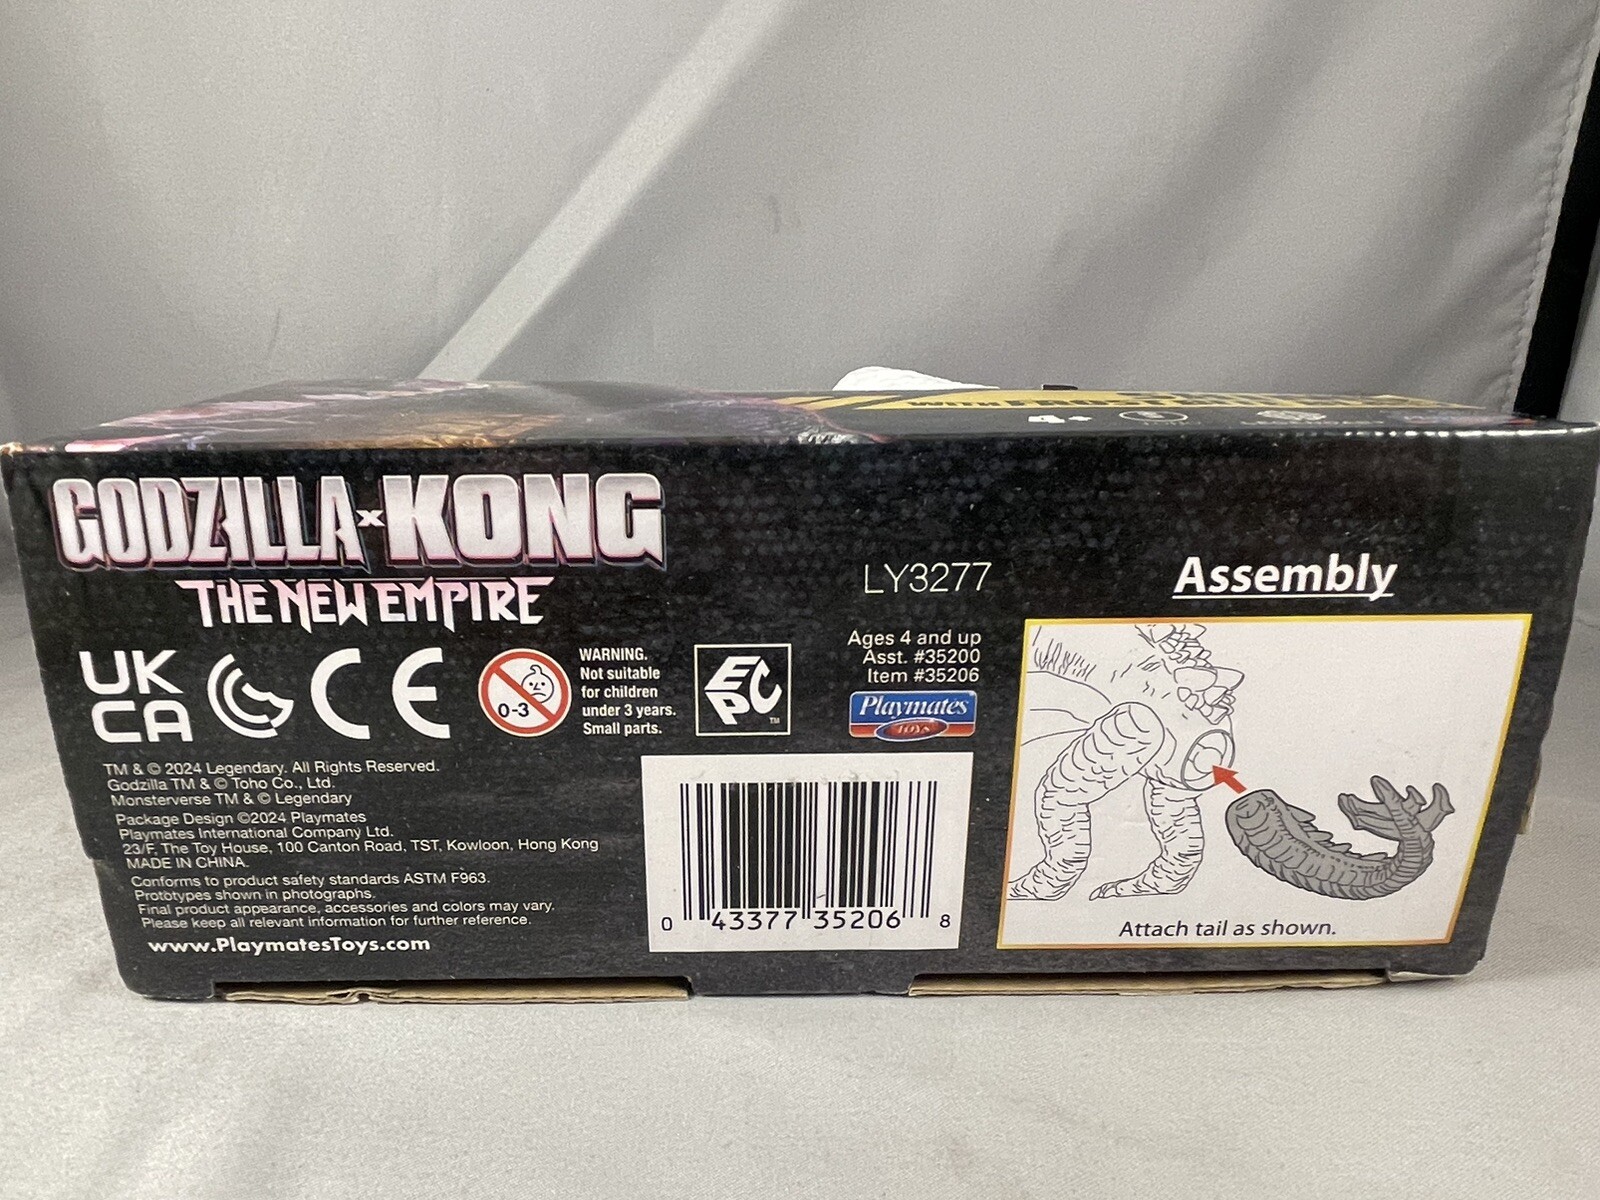 WITH
4+
GODZILLA x KONG
THE NEW EMPIRE
UK
CA
CE
0-3
WARNING.
Not suitable
for children
under 3 years.
Small parts.
EPC
TM
LY3277
Ages 4 and up
Asst. #35200
Item #35206
Playmates
TOYS
TM & © 2024 Legendary. All Rights Reserved.
Godzilla TM & © Toho Co., Ltd.
Monsterverse TM & © Legendary
Package Design ©2024 Playmates
Playmates International Company Ltd.
23/F, The Toy House, 100 Canton Road, TST, Kowloon, Hong Kong
MADE IN CHINA.
Conforms to product safety standards ASTM F963.
Prototypes shown in photographs.
Final product appearance, accessories and colors may vary.
Please keep all relevant information for further reference.
www.PlaymatesToys.com
0 43377 35206 8
Assembly
Attach tail as shown.